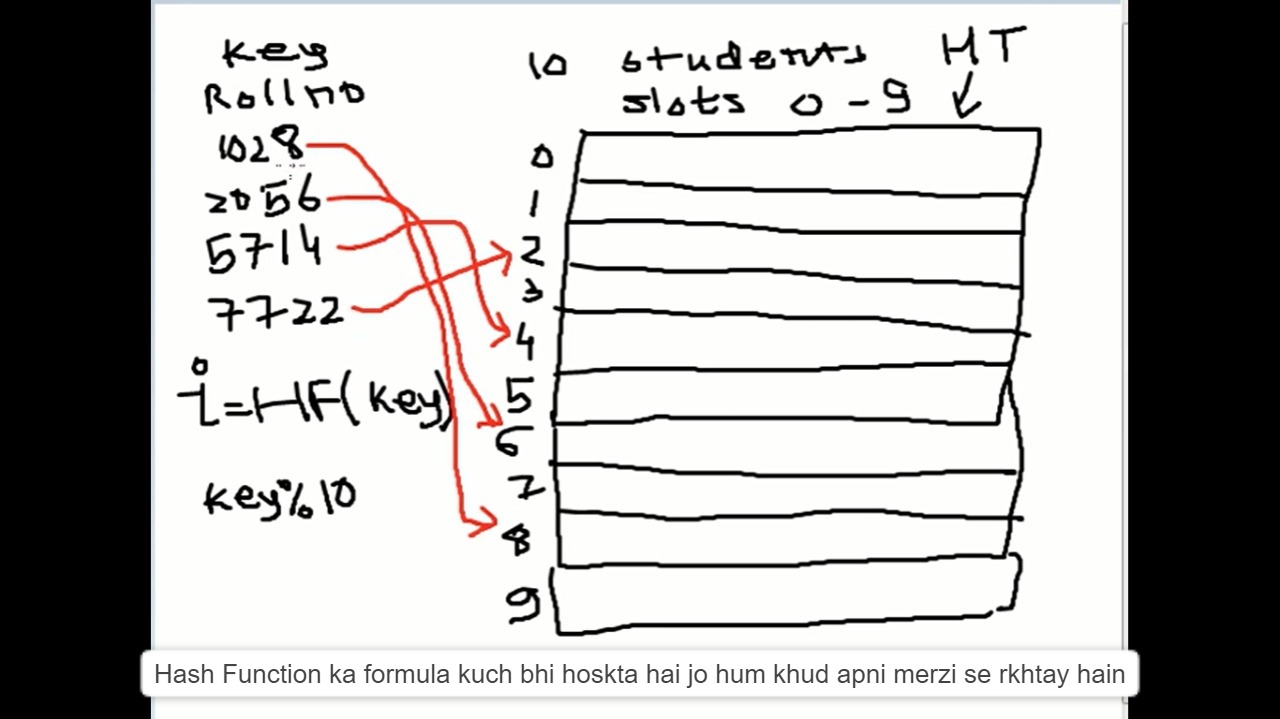 Key
Rollno
1028
2056
5714
7722
i=HF(key)
key%10
10 students
slots 0-9
HT
0
1
2
3
4
5
6
7
8
9
Hash Function ka formula kuch bhi hoskta hai jo hum khud apni merzi se rkhtay hain